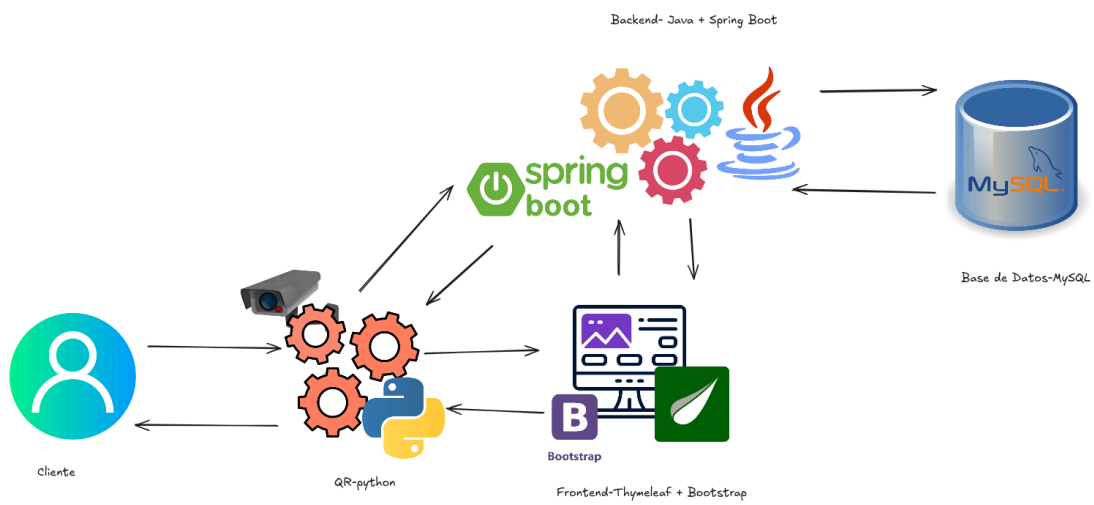 Backend- Java + Spring Boot
spring
boot
MySQL
Base de Datos-MySQL
B
Bootstrap
Cliente
QR-python
Frontend-Thymeleaf + Bootstrap